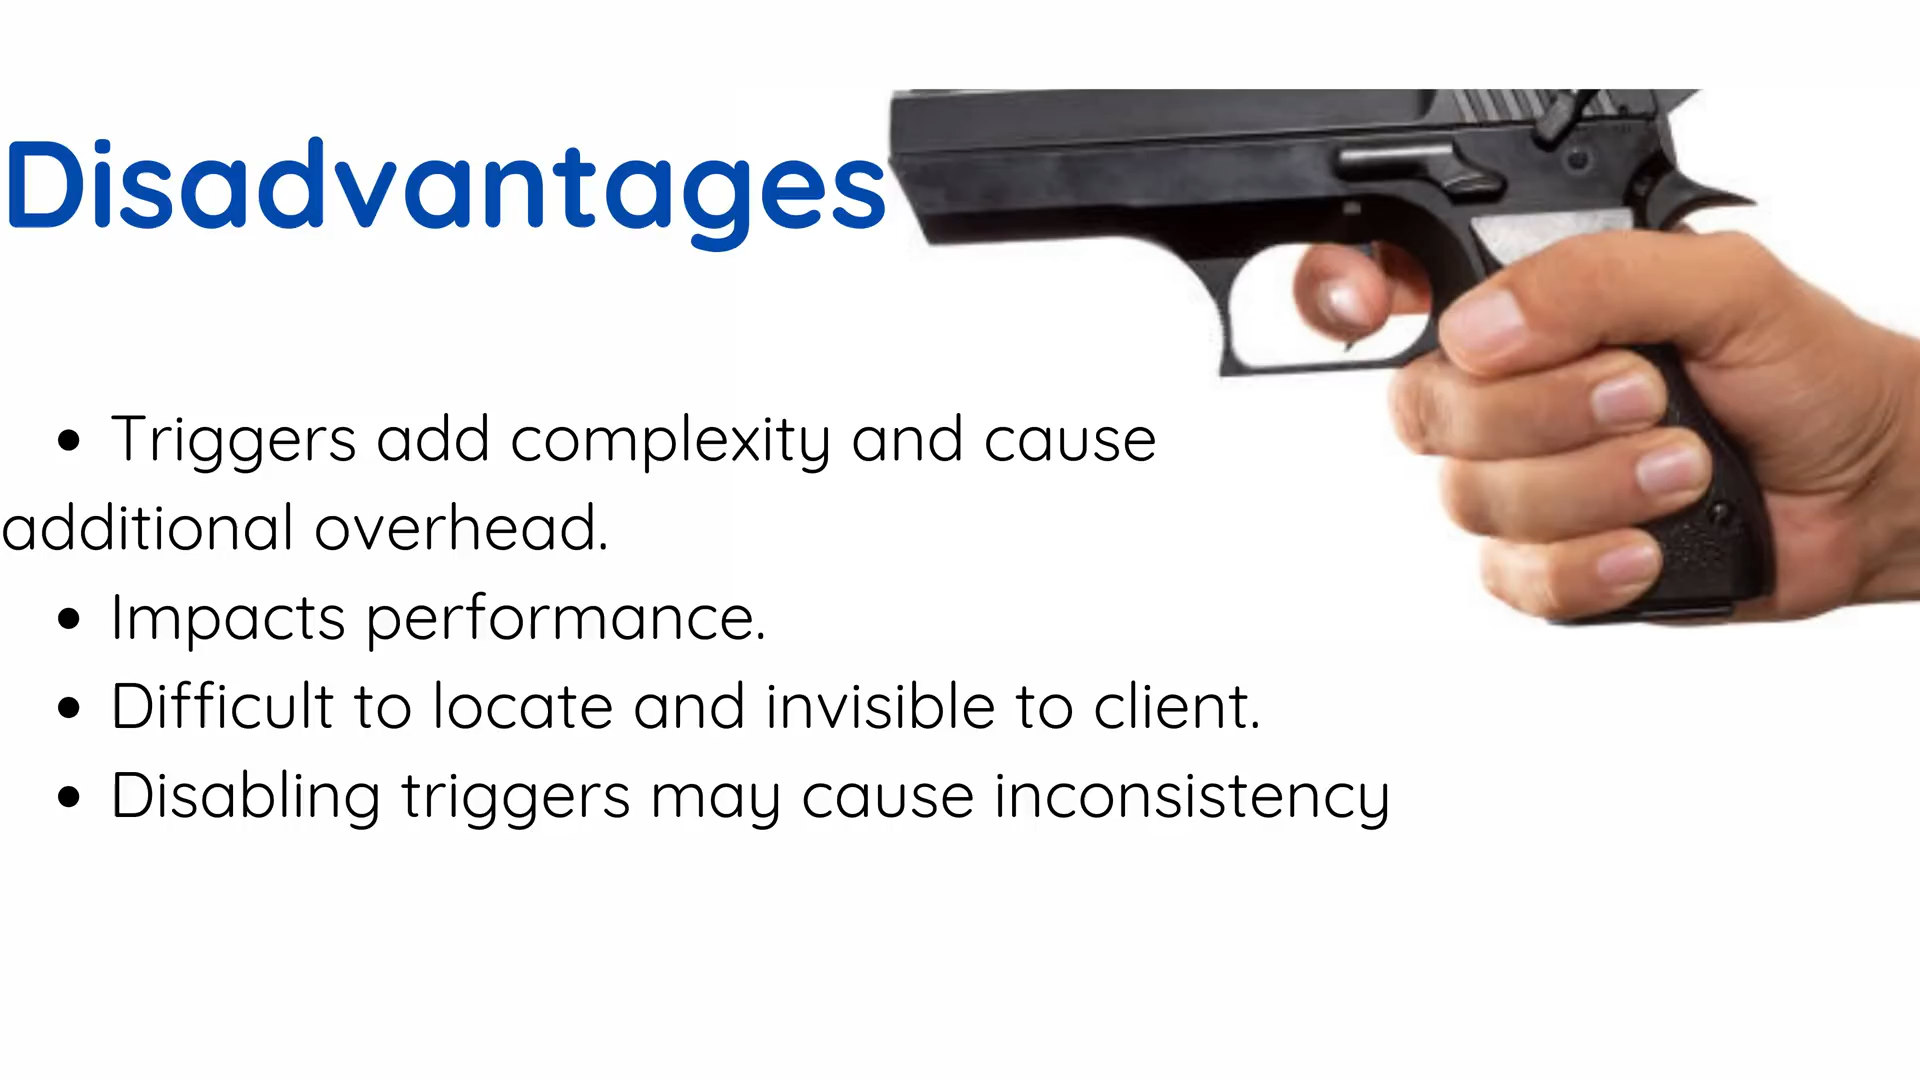 Disadvantages
• Triggers add complexity and cause
additional overhead.
• Impacts performance.
• Difficult to locate and invisible to client.
• Disabling triggers may cause inconsistency